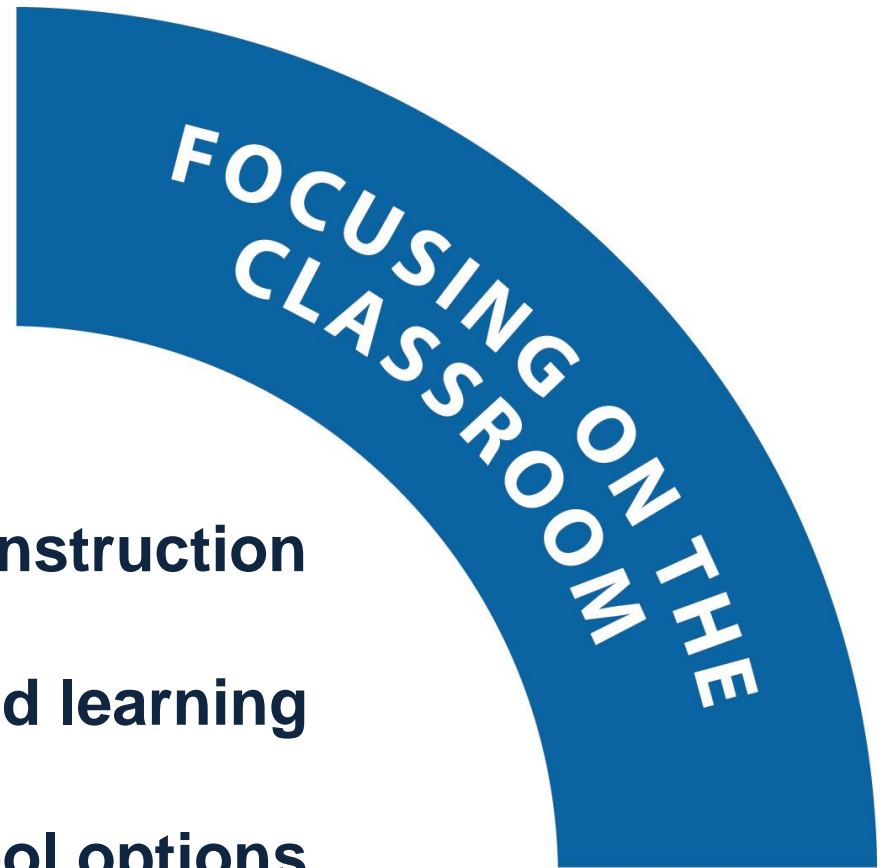 FOCUSING ON THE
CLASSROOM
nstruction
d learning
ol options